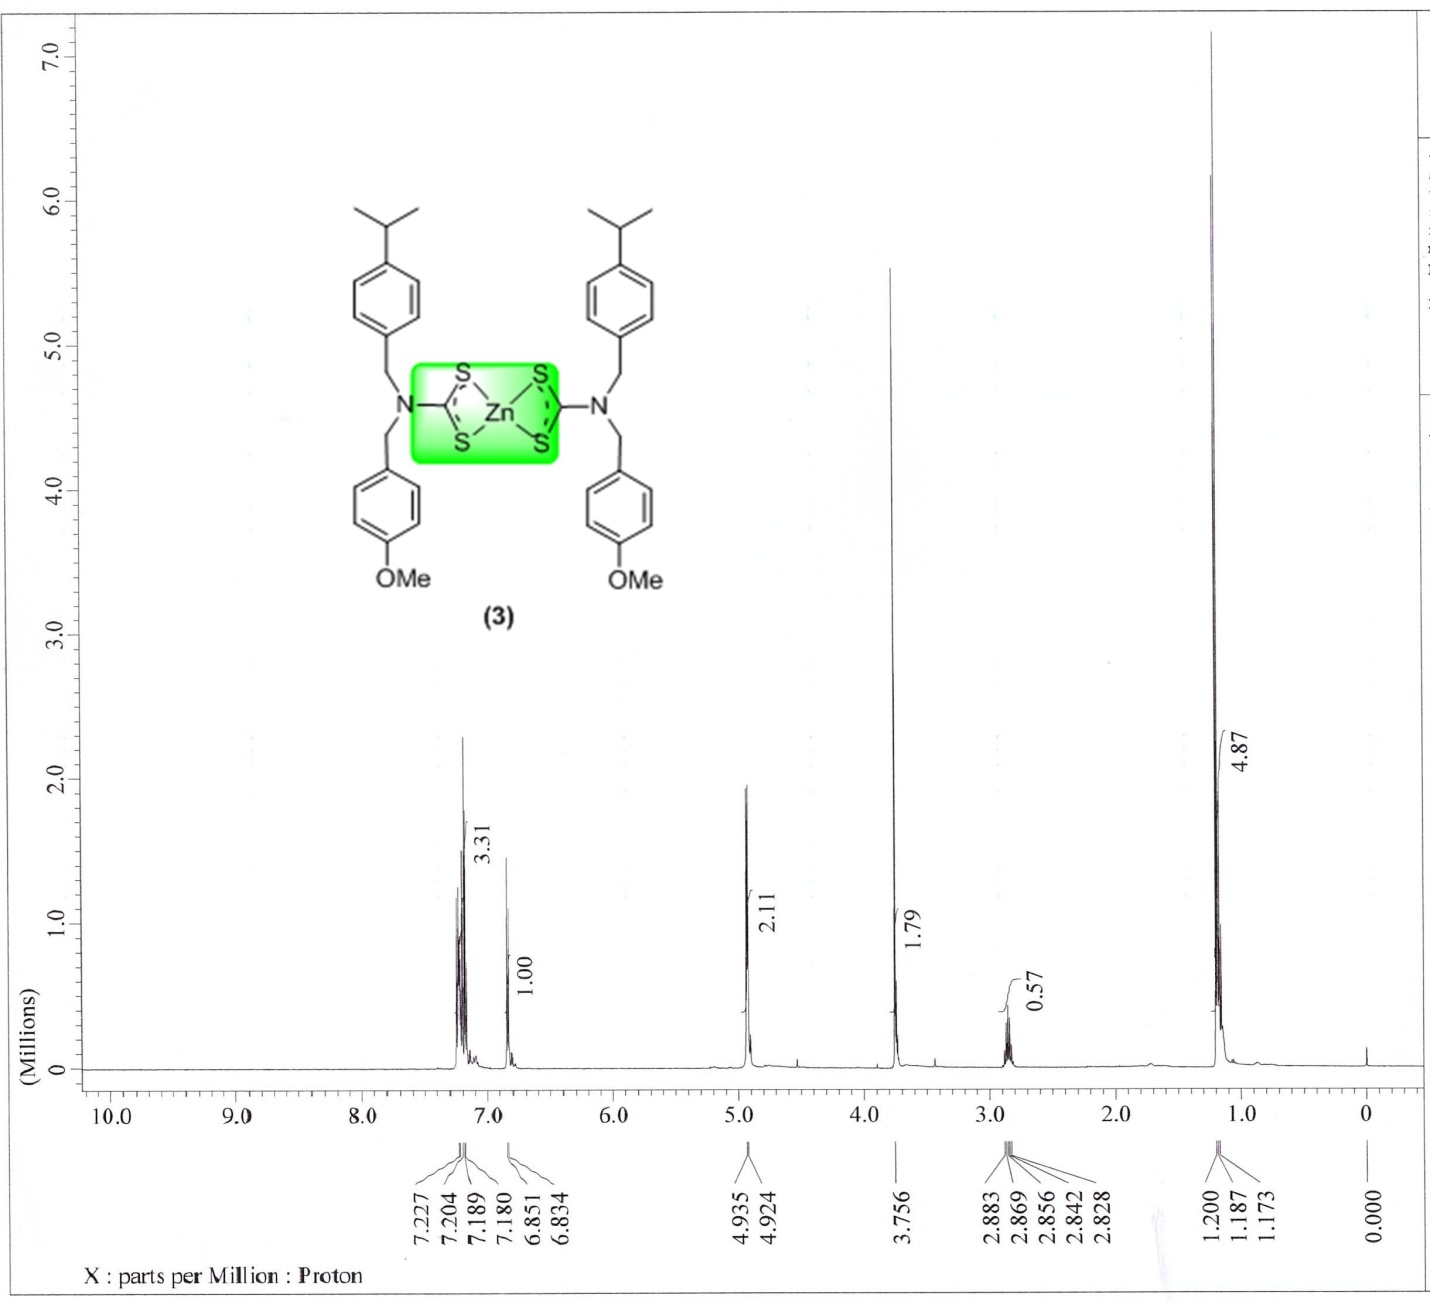 (Millions)
7.0
6.0
5.0
4.0
3.0
2.0
1.0
0
S
S
N
Zn
N
S
S
OMe
OMe
(3)
3.31
1.00
2.11
1.79
0.57
4.87
10.0 9.0 8.0 7.0 6.0 5.0 4.0 3.0 2.0 1.0 0
7.227
7.204
7.189
7.180
6.851
6.834
4.935
4.924
3.756
2.883
2.869
2.856
2.842
2.828
1.200
1.187
1.173
0.000
X : parts per Million : Proton